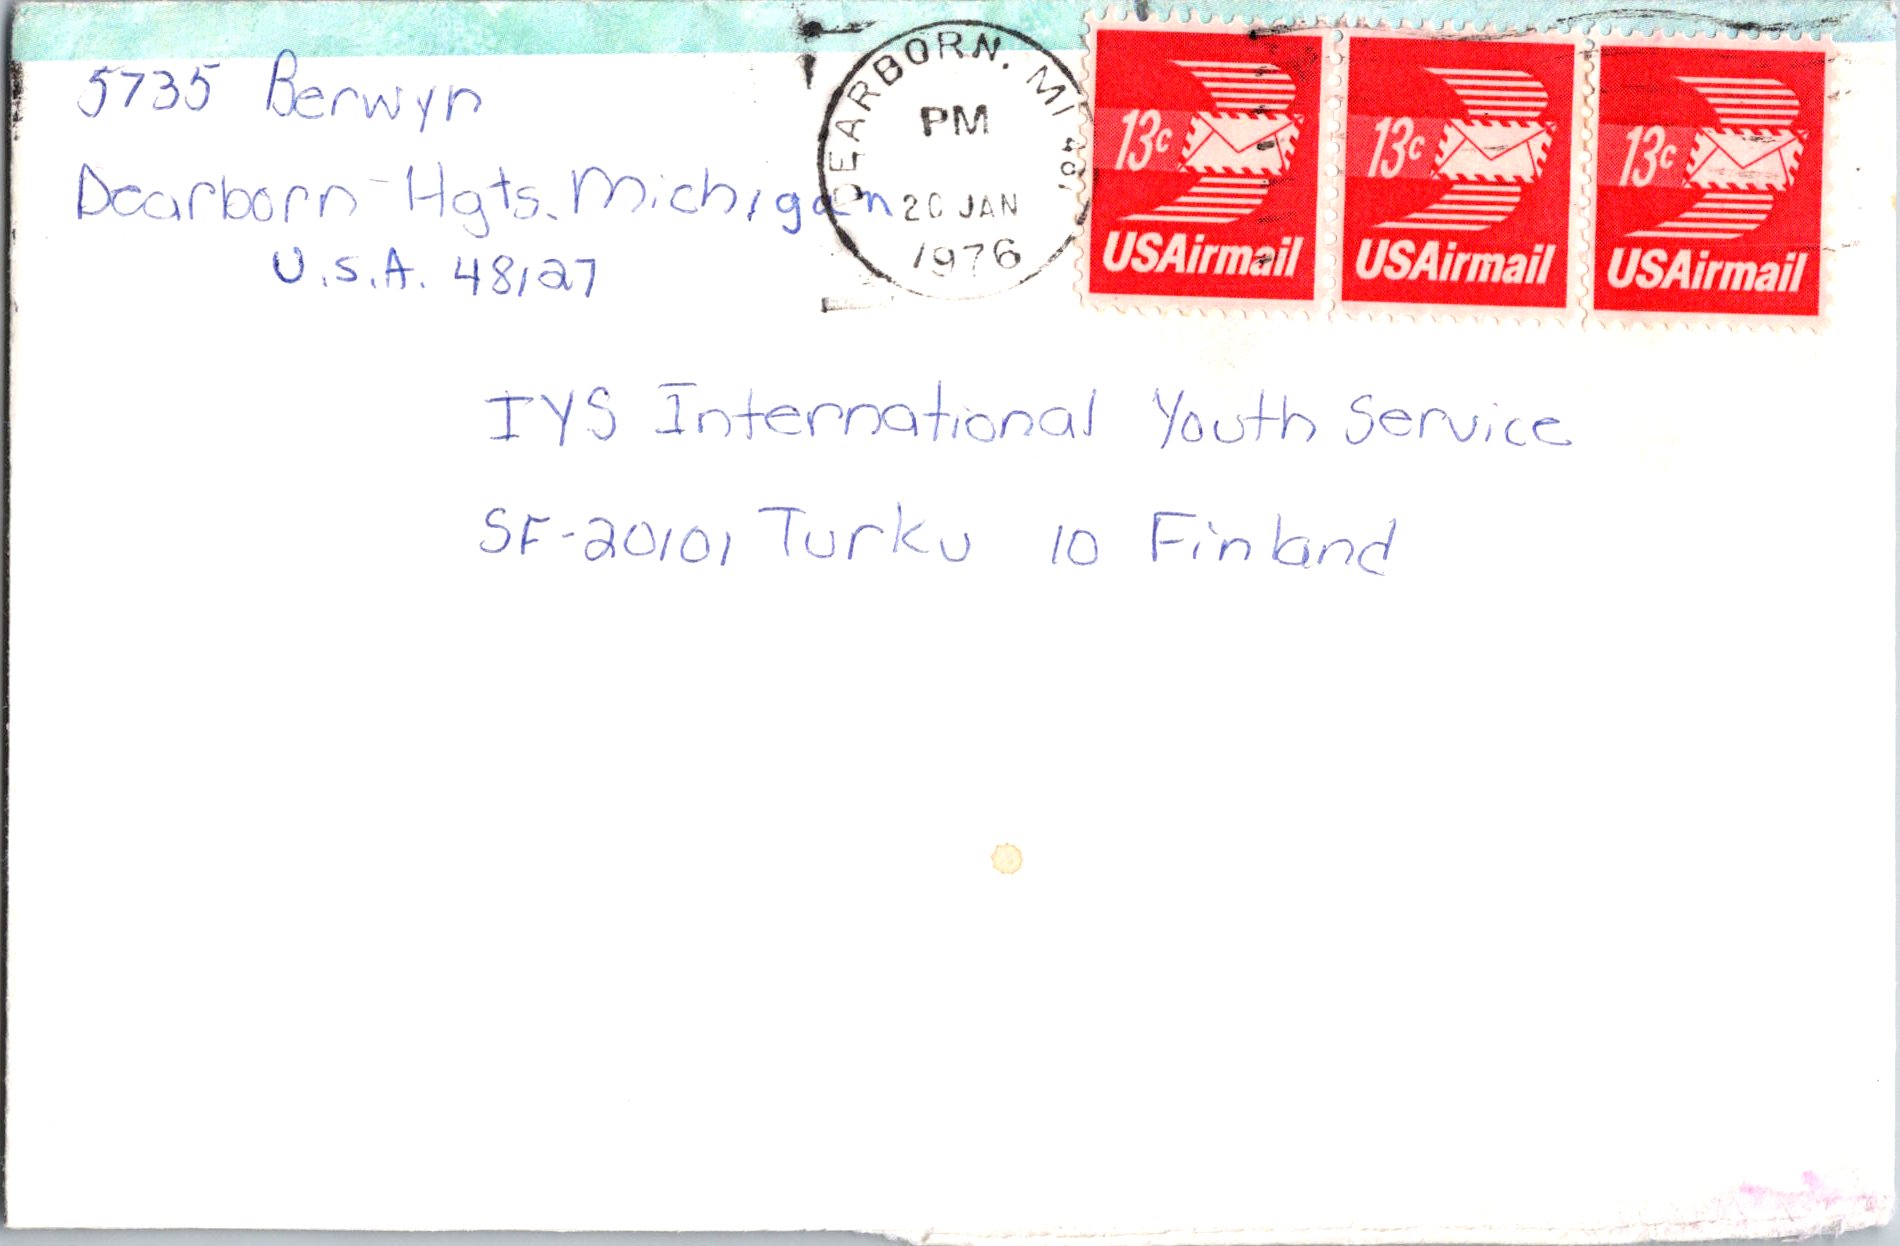 5735 Berwyn
Dearborn Hgts. Michigan
U.S.A. 48127
DEARBORN, MI
PM
20 JAN
1976
13c
USAirmail
13c
USAirmail
13c
USAirmail
IYS International Youth Service
SF-20101 Turku 10 Finland